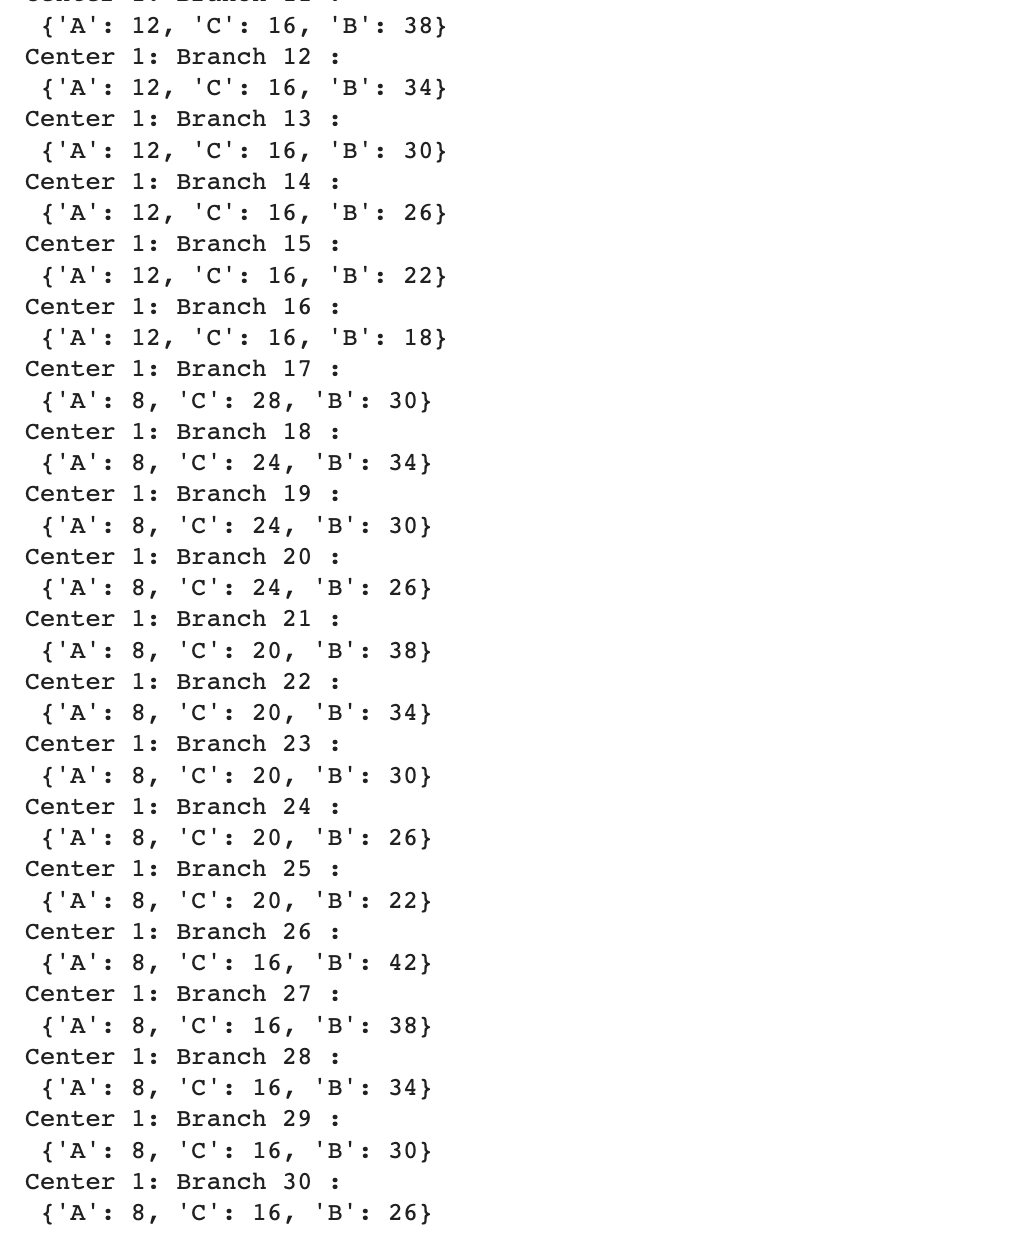 {'A': 12, 'C': 16, 'B': 38}
Center 1: Branch 12 :
{'A': 12, 'C': 16, 'B': 34}
Center 1: Branch 13 :
{'A': 12, 'C': 16, 'B': 30}
Center 1: Branch 14 :
{'A': 12, 'C': 16, 'B': 26}
Center 1: Branch 15 :
{'A': 12, 'C': 16, 'B': 22}
Center 1: Branch 16 :
{'A': 12, 'C': 16, 'B': 18}
Center 1: Branch 17 :
{'A': 8, 'C': 28, 'B': 30}
Center 1: Branch 18 :
{'A': 8, 'C': 24, 'B': 34}
Center 1: Branch 19 :
{'A': 8, 'C': 24, 'B': 30}
Center 1: Branch 20 :
{'A': 8, 'C': 24, 'B': 26}
Center 1: Branch 21 :
{'A': 8, 'C': 20, 'B': 38}
Center 1: Branch 22 :
{'A': 8, 'C': 20, 'B': 34}
Center 1: Branch 23 :
{'A': 8, 'C': 20, 'B': 30}
Center 1: Branch 24 :
{'A': 8, 'C': 20, 'B': 26}
Center 1: Branch 25 :
{'A': 8, 'C': 20, 'B': 22}
Center 1: Branch 26 :
{'A': 8, 'C': 16, 'B': 42}
Center 1: Branch 27 :
{'A': 8, 'C': 16, 'B': 38}
Center 1: Branch 28 :
{'A': 8, 'C': 16, 'B': 34}
Center 1: Branch 29 :
{'A': 8, 'C': 16, 'B': 30}
Center 1: Branch 30 :
{'A': 8, 'C': 16, 'B': 26}